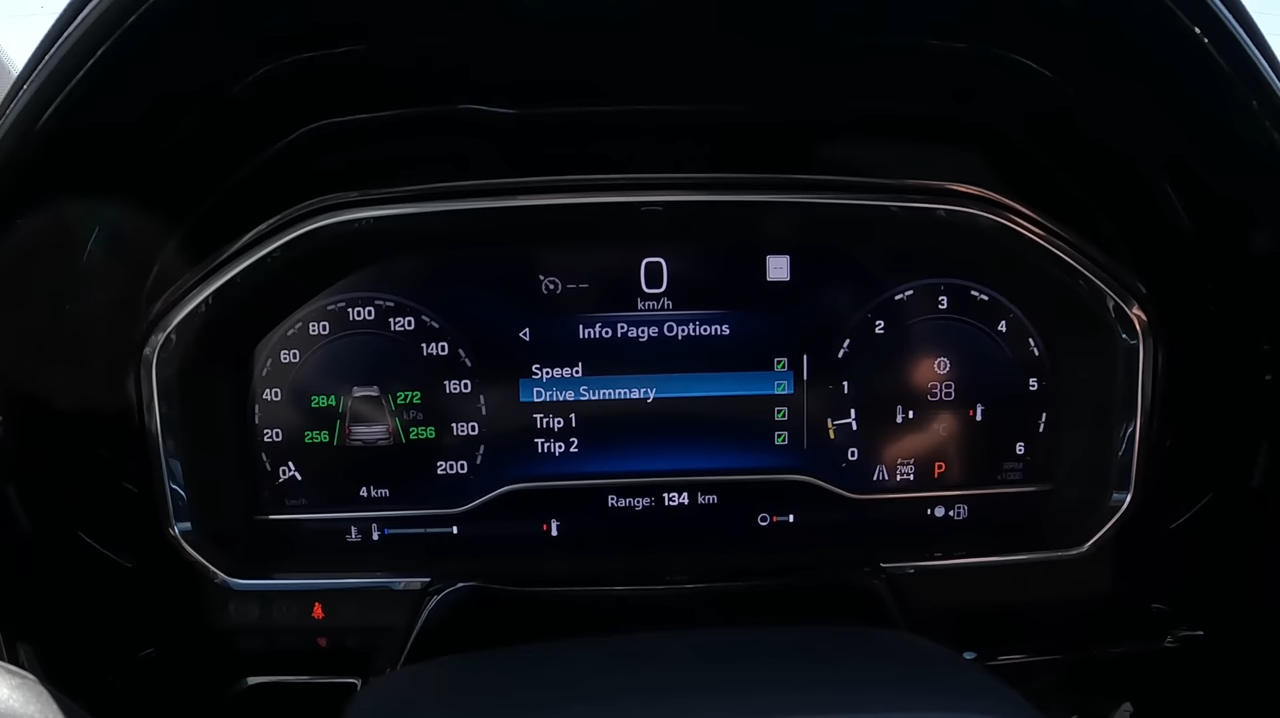 0
-- 
km/h
Info Page Options
Speed
Drive Summary
Trip 1
Trip 2
0
20
40
60
80
100
120
140
160
180
200
284
272
kPa
256
256
km/h
4 km
Range: 134 km
0
1
2
3
4
5
6
38
°C
2WD
P
RPM
x1000